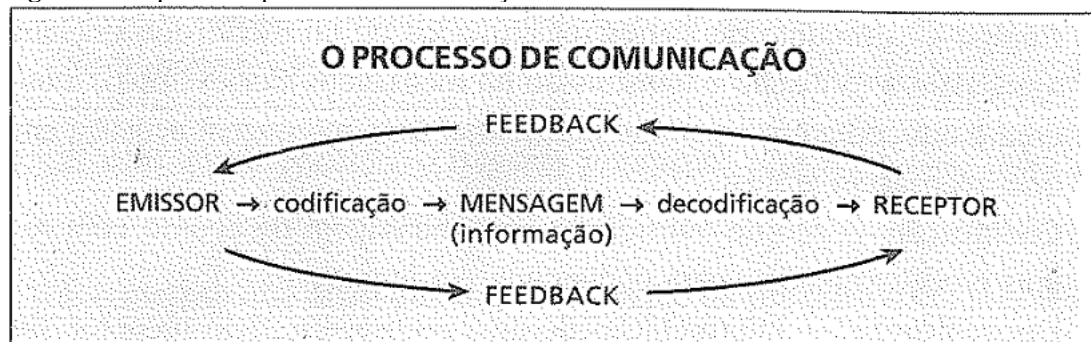 O PROCESSO DE COMUNICAÇÃO
FEEDBACK
EMISSOR → codificação → MENSAGEM → decodificação → RECEPTOR
(informação)
FEEDBACK